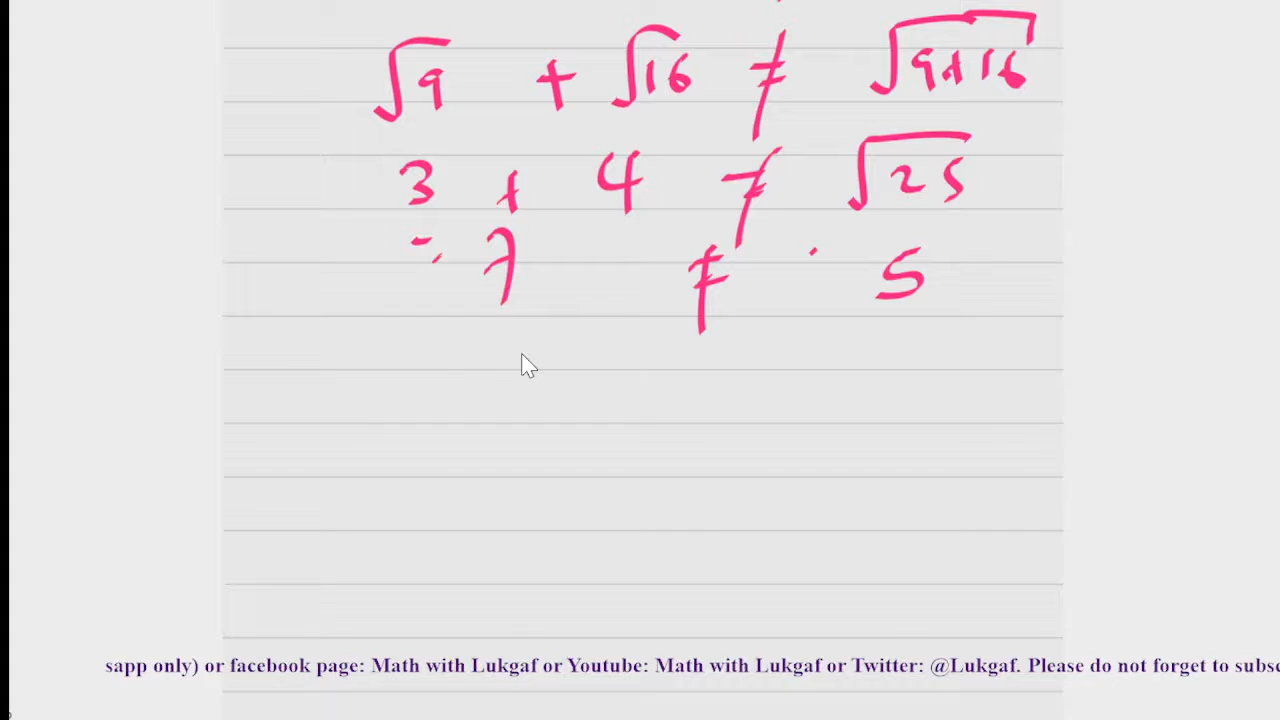 √9 + √16 ≠ √9+16
3 + 4 ≠ √25
7 ≠ 5
sapp only) or facebook page: Math with Lukgaf or Youtube: Math with Lukgaf or Twitter: @Lukgaf. Please do not forget to subsc